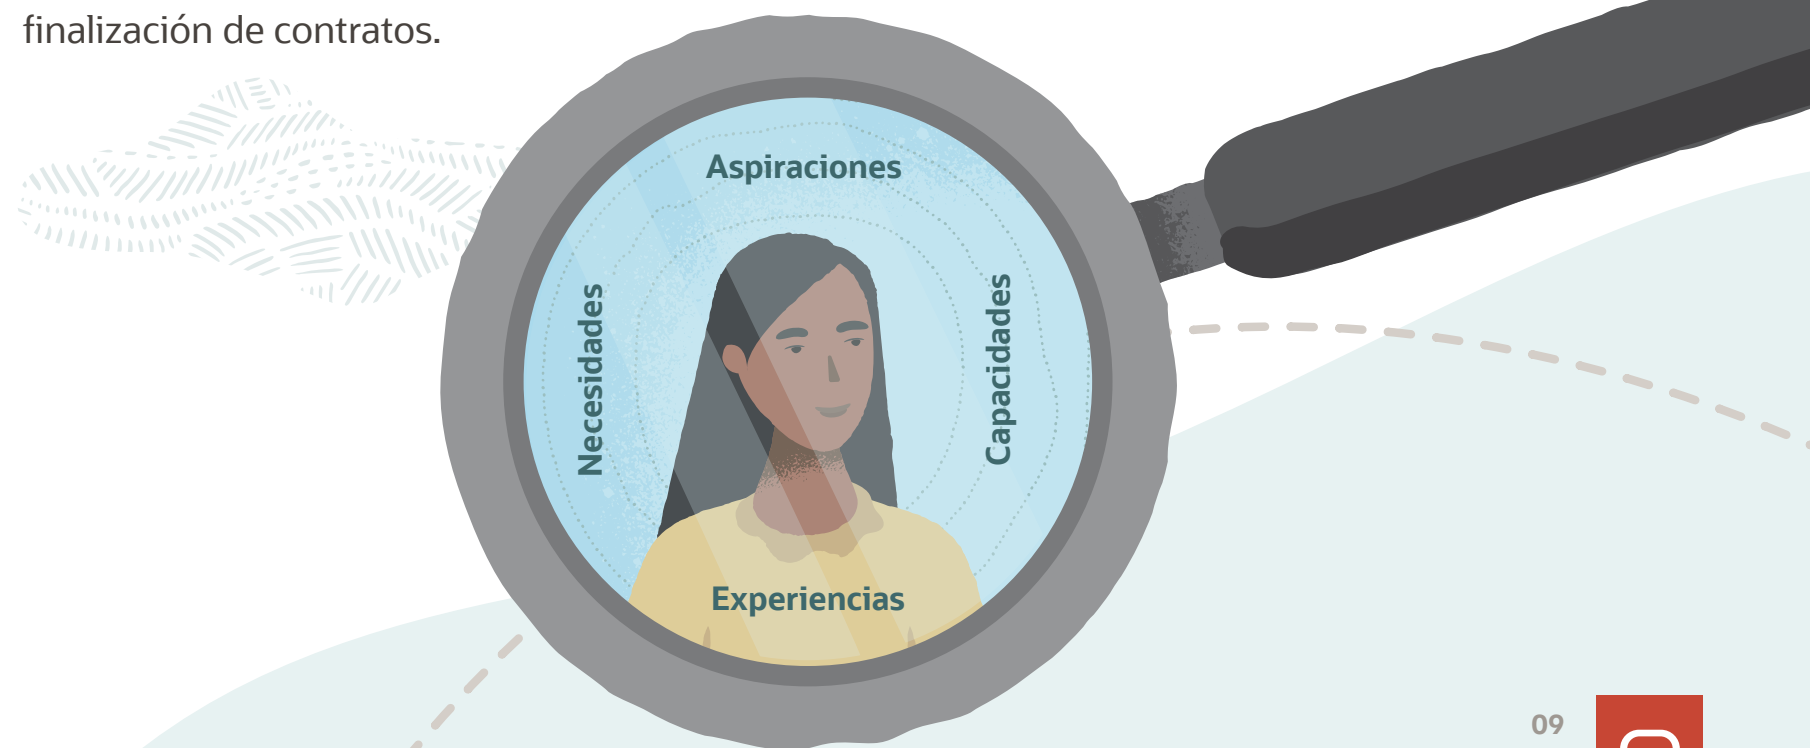 finalización de contratos.
Aspiraciones
Necesidades
Capacidades
Experiencias
09